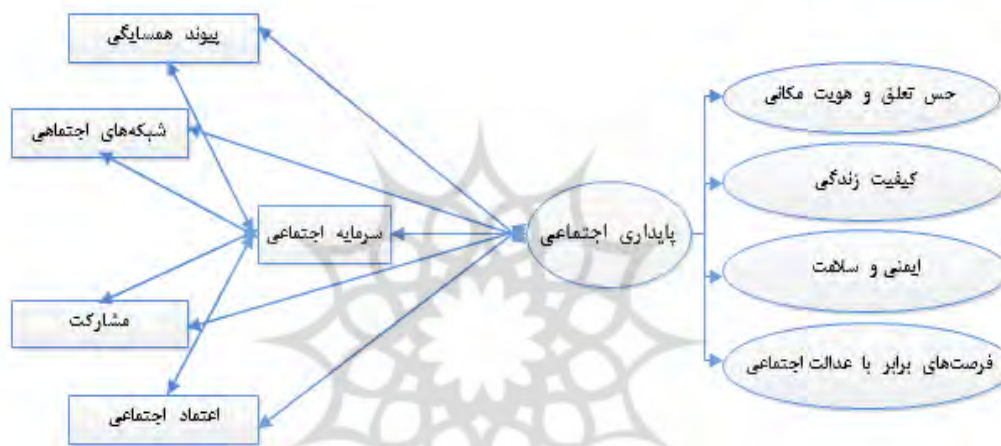 پیوند همسایگی
شبکه‌های اجتماهی
سرمایه اجتماعی
مشارکت
اعتماد اجتماعی
پایداری اجتماعی
حس تعلق و هویت مکانی
کیفیت زندگی
ایمنی و سلامت
فرصت‌های برابر با عدالت اجتماعی